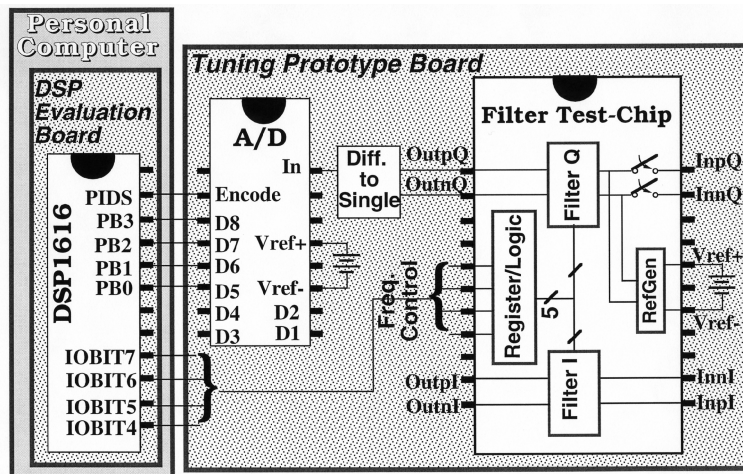 Personal
Computer
DSP
Evaluation
Board
DSP1616
PIDS
PB3
PB2
PB1
PB0
IOBIT7
IOBIT6
IOBIT5
IOBIT4
Tuning Prototype Board
A/D
In
Encode
D8
D7
Vref+
D6
D5
Vref-
D4
D2
D3
D1
Diff.
to
Single
Freq.
Control
Filter Test-Chip
OutpQ
OutnQ
Filter Q
InpQ
InnQ
Register/Logic
5
RefGen
Vref+
Vref-
OutpI
OutnI
Filter I
InnI
InpI